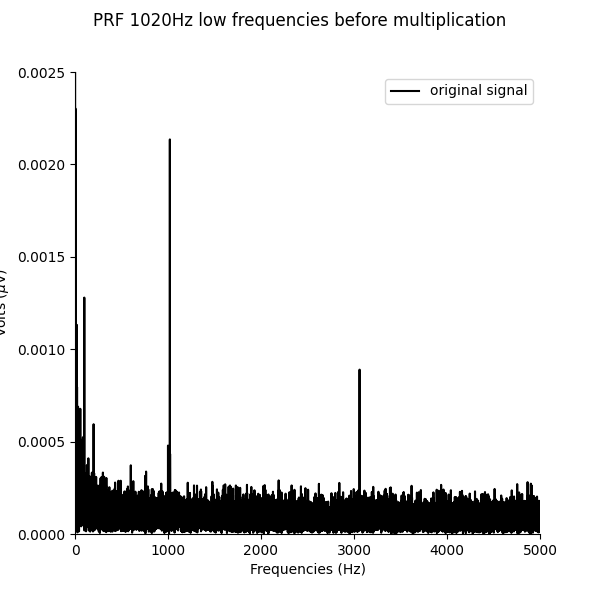 PRF 1020Hz low frequencies before multiplication
original signal
0.0025
0.0020
0.0015
0.0010
0.0005
0.0000
Volts (μV)
0 1000 2000 3000 4000 5000
Frequencies (Hz)